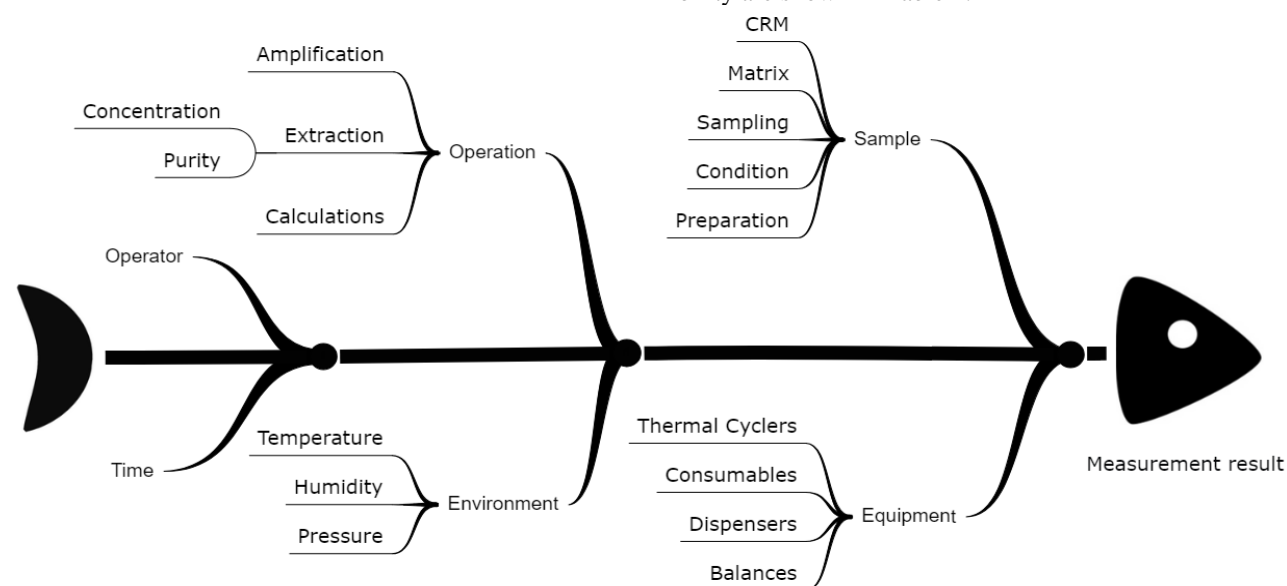 CRM
Amplification
Matrix
Concentration
Sampling
Extraction
Operation
Sample
Purity
Condition
Calculations
Preparation
Operator
Thermal Cyclers
Temperature
Measurement result
Time
Consumables
Humidity
Environment
Equipment
Dispensers
Pressure
Balances